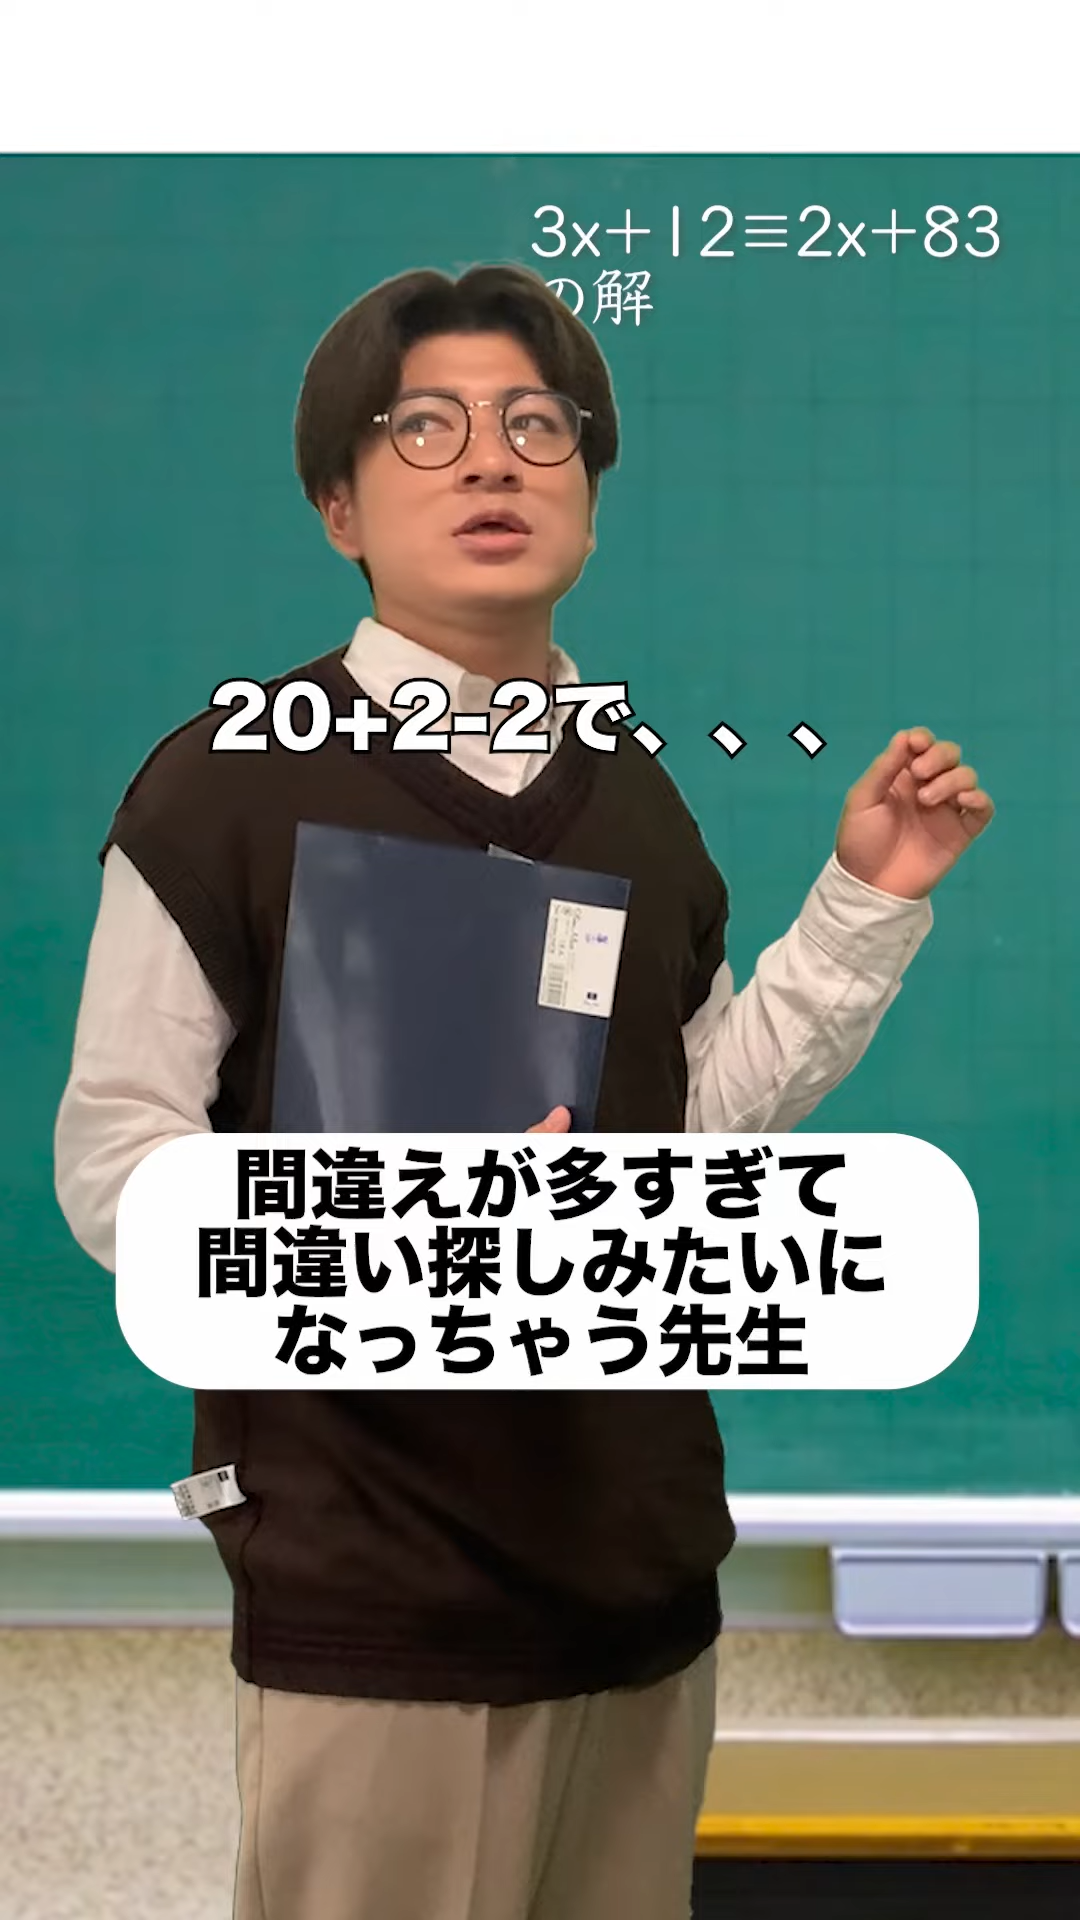 3x+12≡2x+83
の解
20+2-2で、、、
間違えが多すぎて
間違い探しみたいに
なっちゃう先生